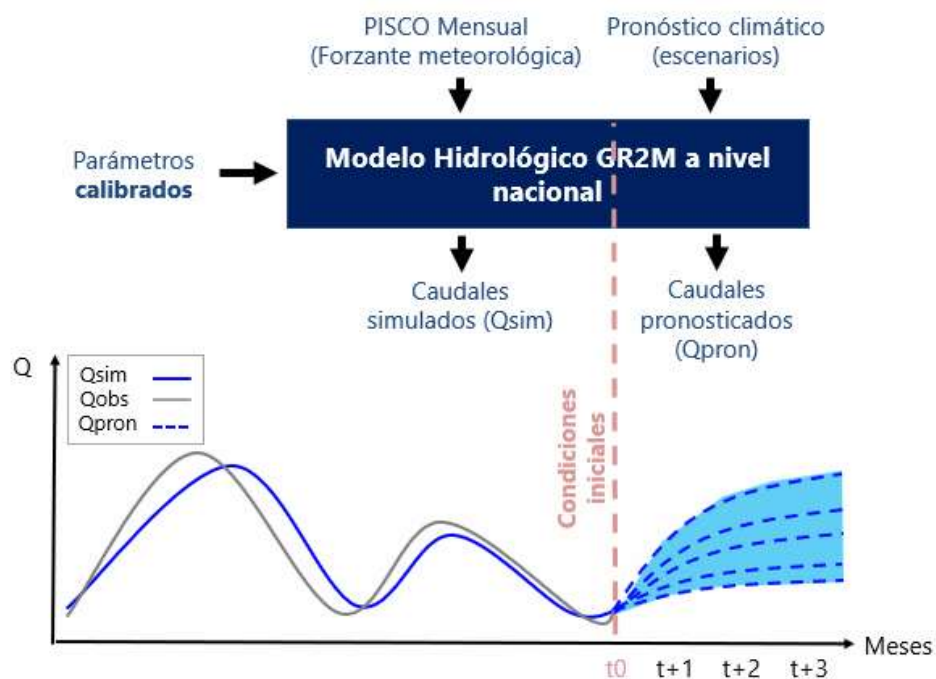 PISCO Mensual
(Forzante meteorológica)
Pronóstico climático
(escenarios)
Parámetros
calibrados
Modelo Hidrológico GR2M a nivel
nacional
Caudales
simulados (Qsim)
Caudales
pronosticados
(Qpron)
Q
Qsim
Qobs
Qpron
Condiciones
iniciales
Meses
t0
t+1
t+2
t+3